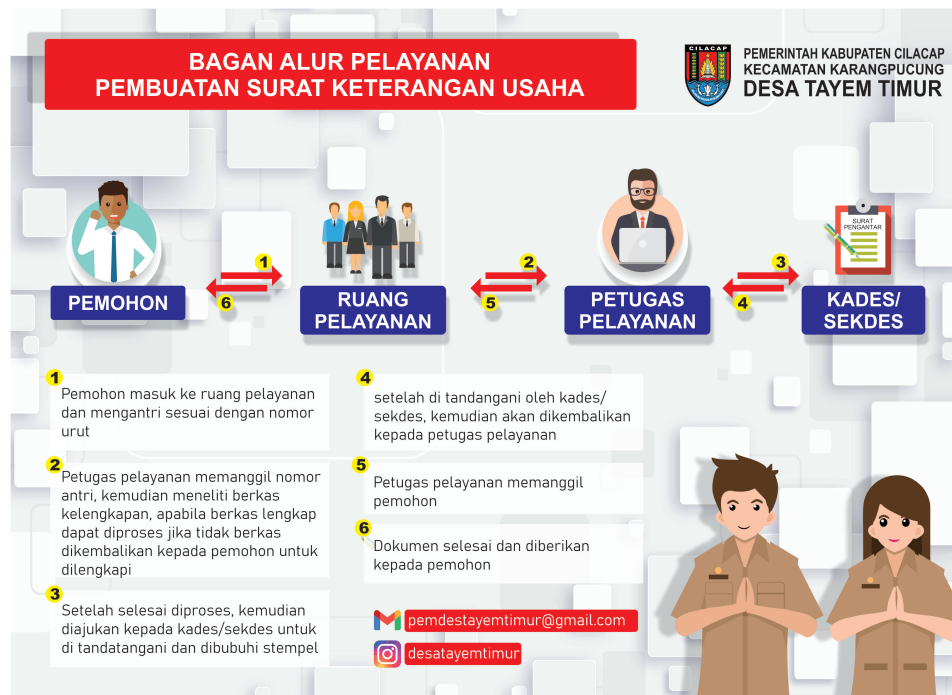 BAGAN ALUR PELAYANAN
PEMBUATAN SURAT KETERANGAN USAHA
CILACAP
PEMERINTAH KABUPATEN CILACAP
KECAMATAN KARANGPUCUNG
DESA TAYEM TIMUR
SURAT
PENGANTAR
1
6
2
5
3
4
PEMOHON
RUANG
PELAYANAN
PETUGAS
PELAYANAN
KADES/
SEKDES
1
Pemohon masuk ke ruang pelayanan
dan mengantri sesuai dengan nomor
urut
2
Petugas pelayanan memanggil nomor
antri, kemudian meneliti berkas
kelengkapan, apabila berkas lengkap
dapat diproses jika tidak berkas
dikembalikan kepada pemohon untuk
dilengkapi
3
Setelah selesai diproses, kemudian
diajukan kepada kades/sekdes untuk
di tandatangani dan dibubuhi stempel
4
setelah di tandangani oleh kades/
sekdes, kemudian akan dikembalikan
kepada petugas pelayanan
5
Petugas pelayanan memanggil
pemohon
6
Dokumen selesai dan diberikan
kepada pemohon
pemdestayemtimur@gmail.com
desatayemtimur